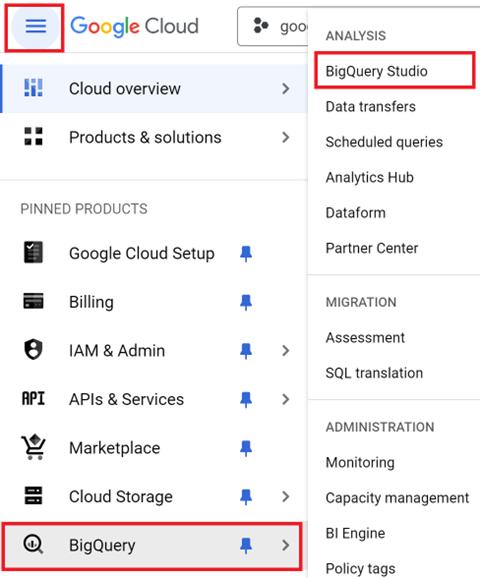 Google Cloud
goo
Cloud overview
Products & solutions
PINNED PRODUCTS
Google Cloud Setup
Billing
IAM & Admin
API APIs & Services
Marketplace
Cloud Storage
BigQuery
ANALYSIS
BigQuery Studio
Data transfers
Scheduled queries
Analytics Hub
Dataform
Partner Center
MIGRATION
Assessment
SQL translation
ADMINISTRATION
Monitoring
Capacity management
BI Engine
Policy tags